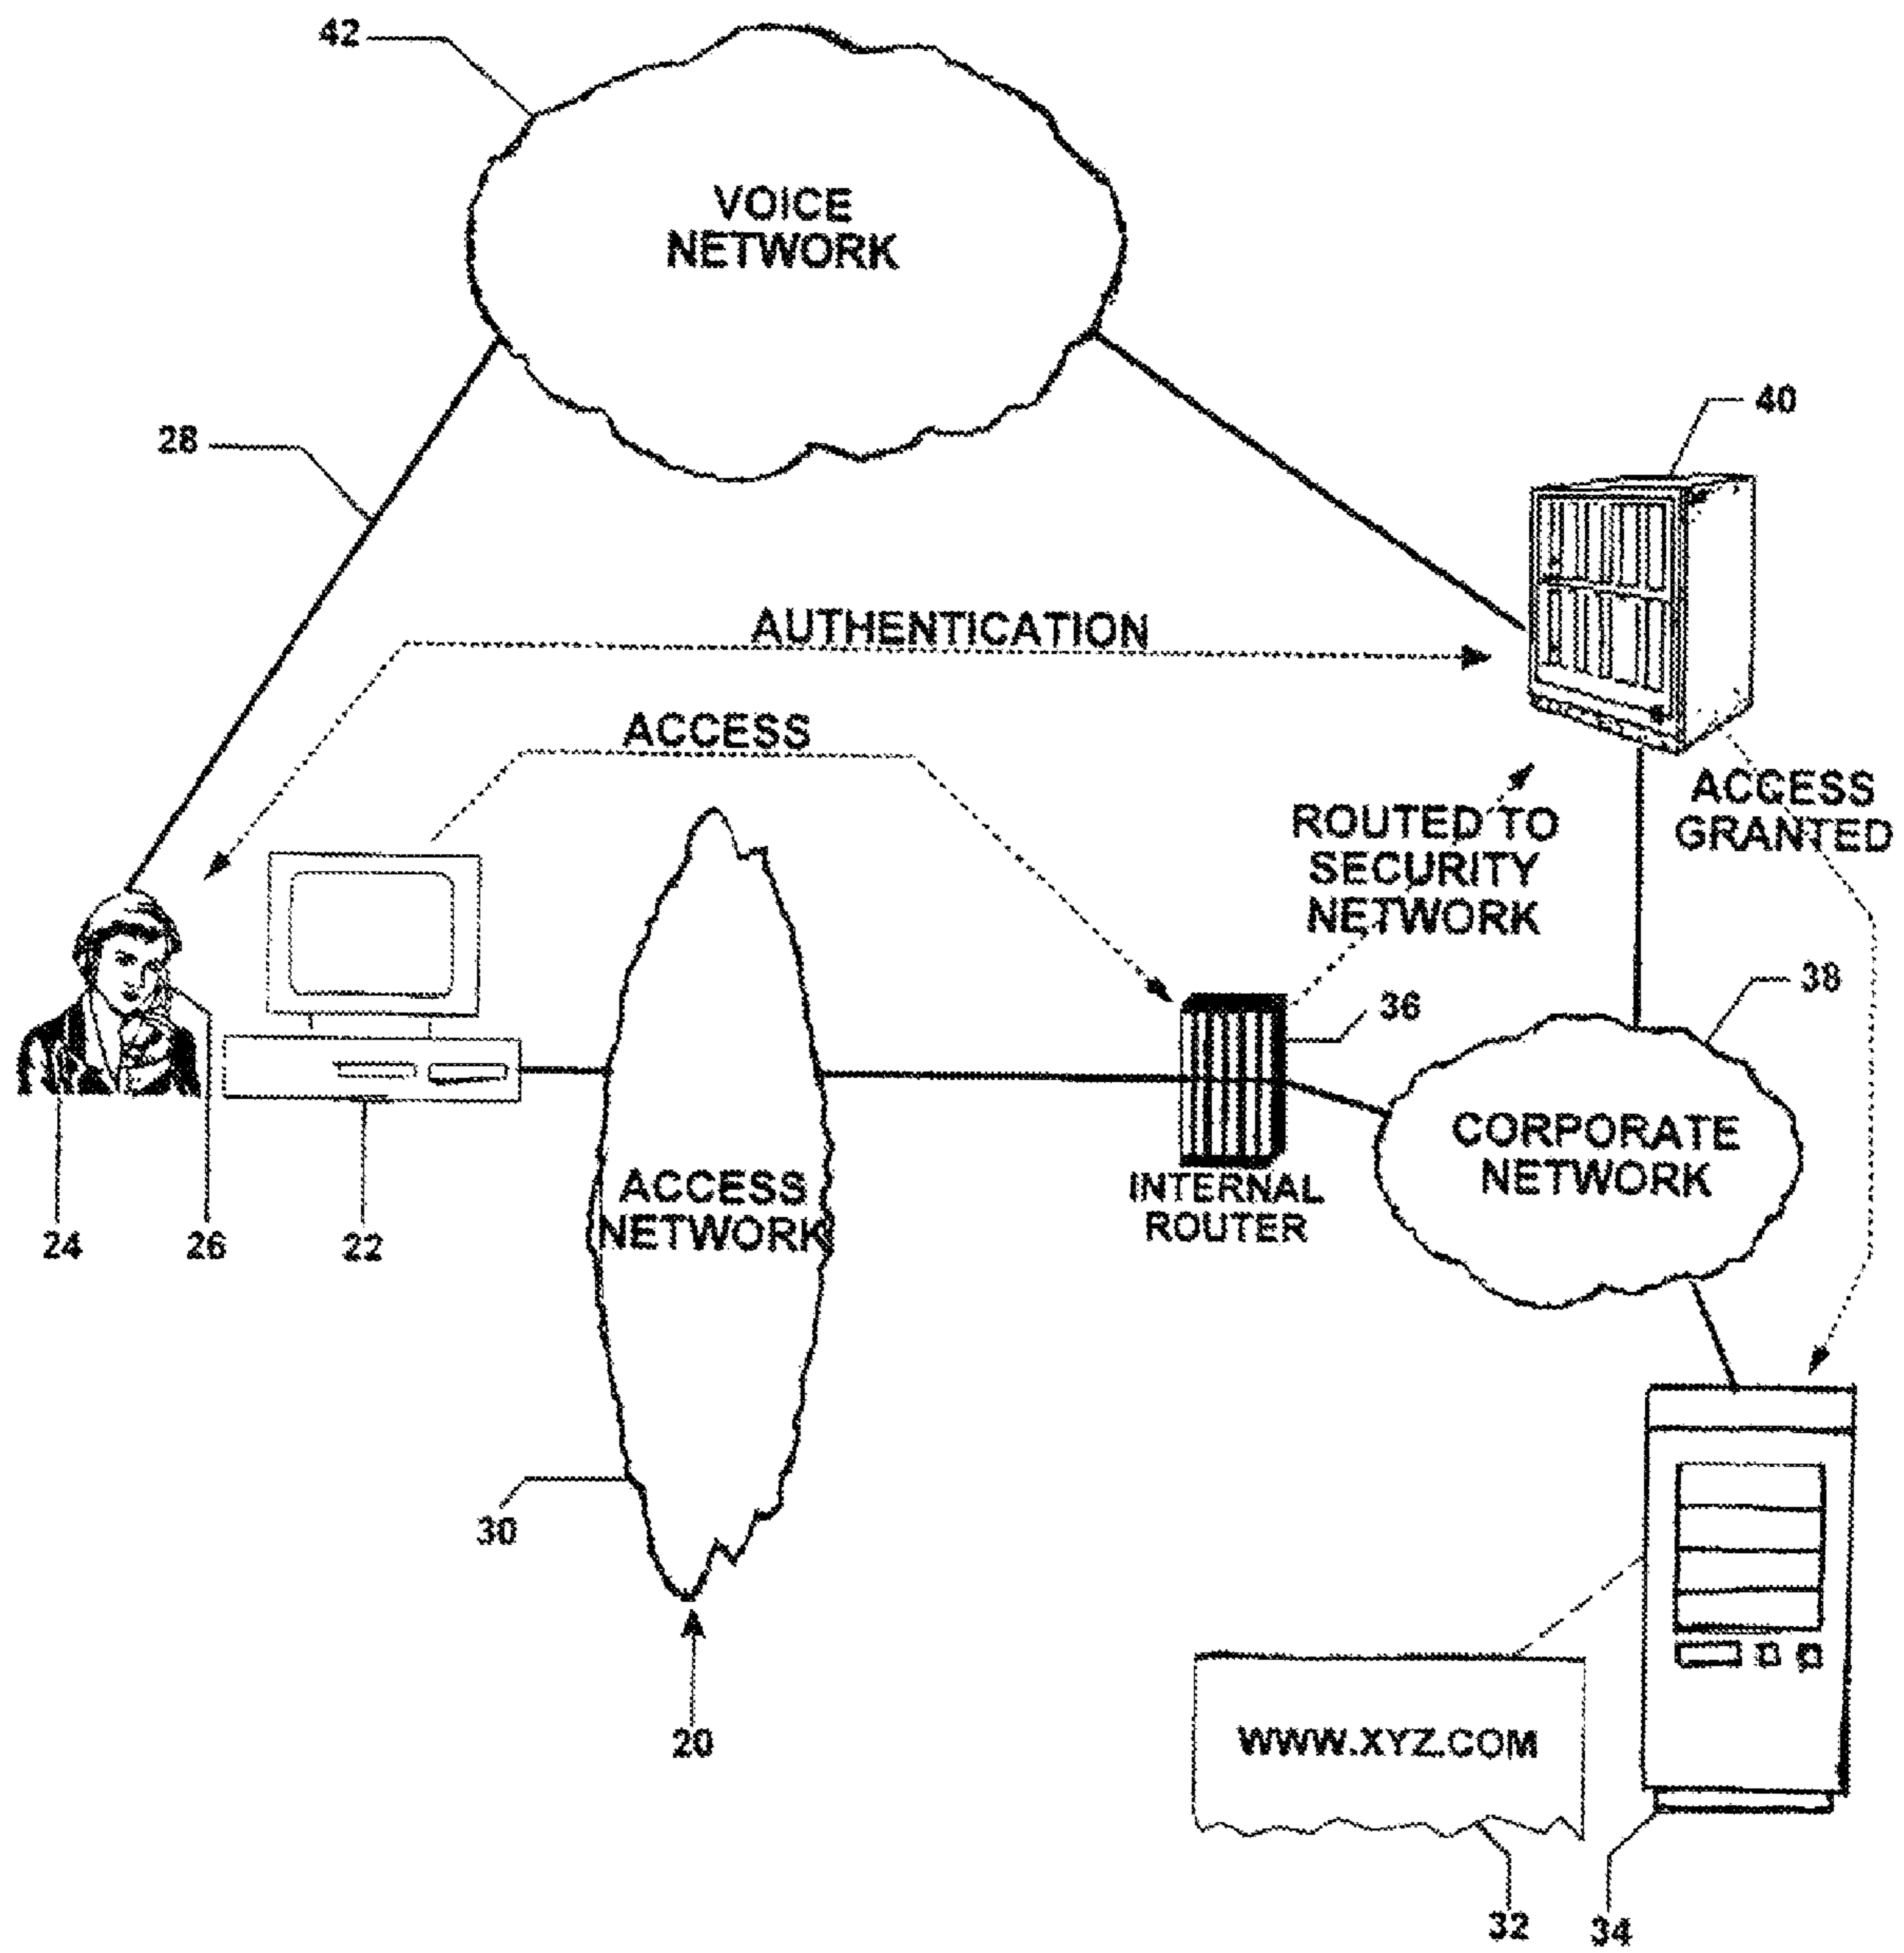 42
VOICE
NETWORK
40
28
AUTHENTICATION
ACCESS
ROUTED TO
SECURITY
NETWORK
ACCESS
GRANTED
38
36
CORPORATE
NETWORK
ACCESS
NETWORK
INTERNAL
ROUTER
24
26
22
30
20
WWW.XYZ.COM
32
34